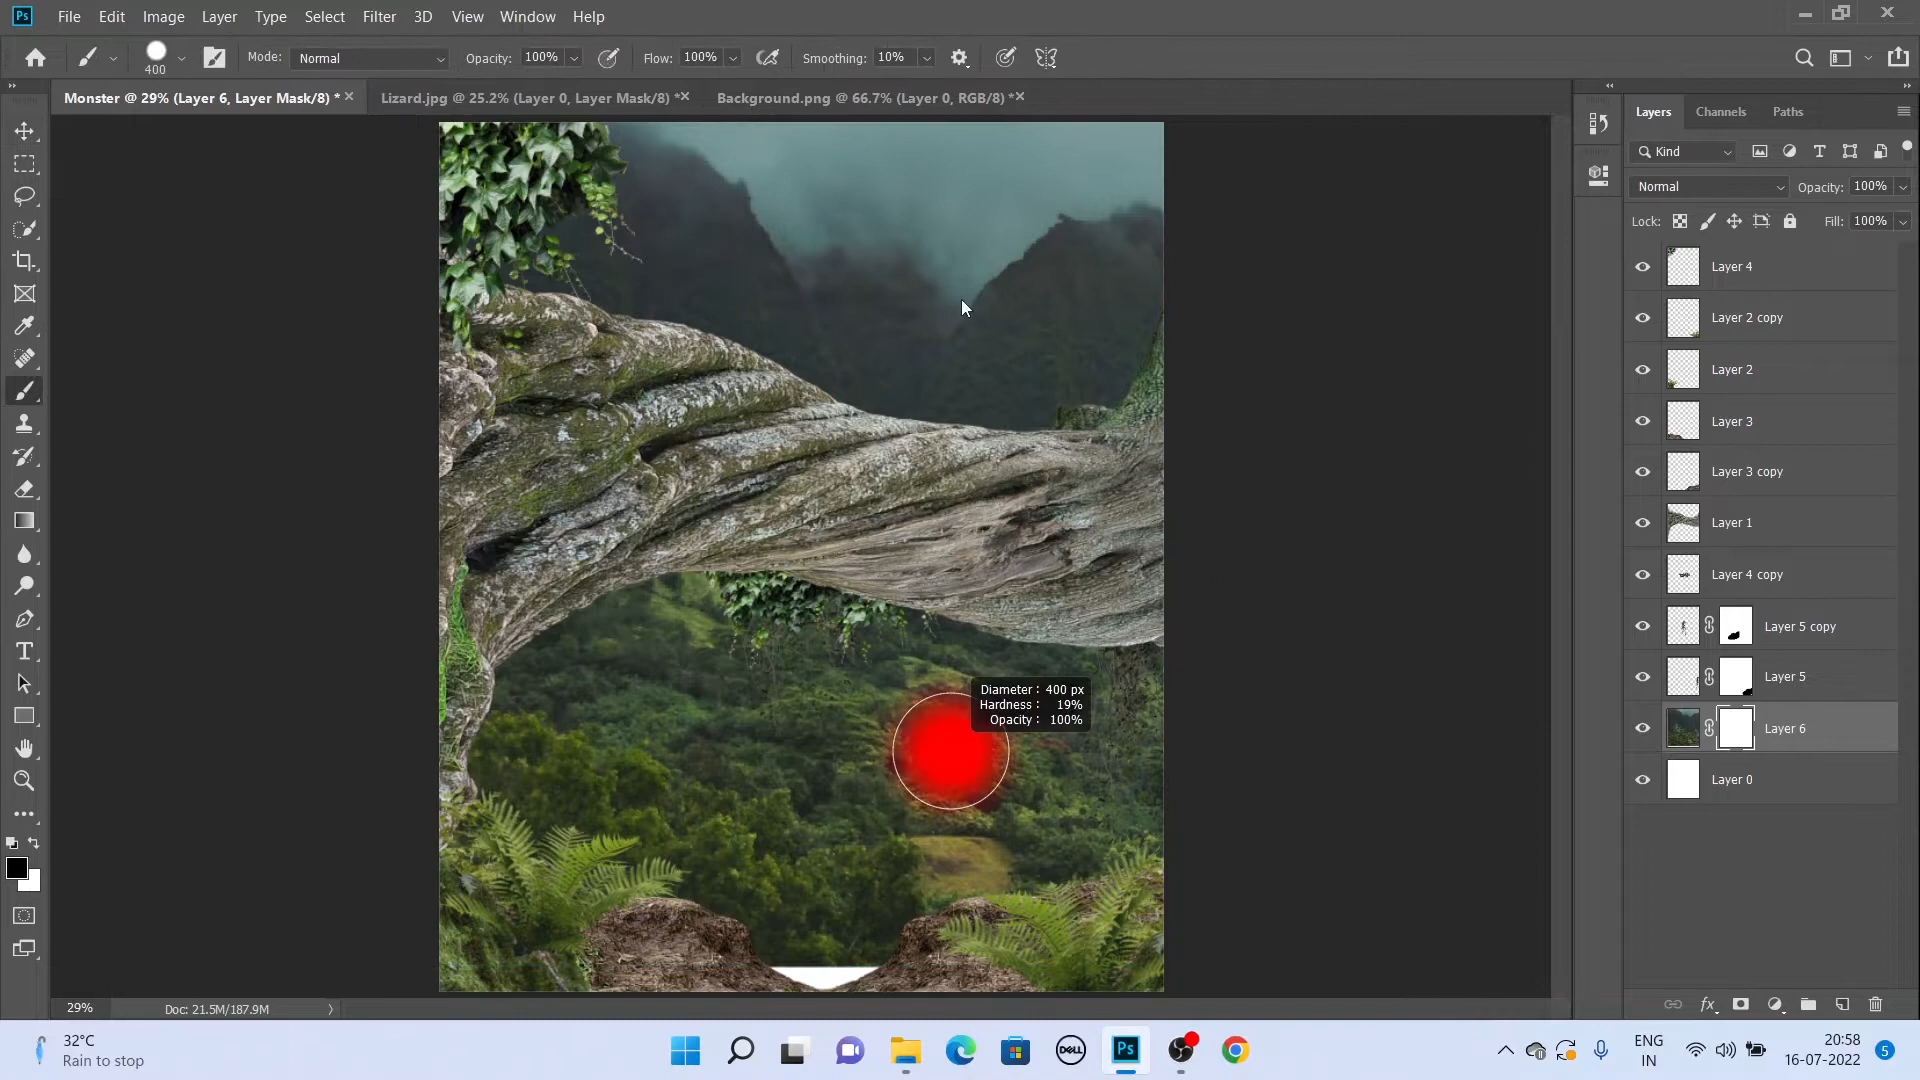 Ps File Edit Image Layer Type Select Filter 3D View Window Help
400 Mode: Normal Opacity: 100% Flow: 100% Smoothing: 10%
Monster @ 29% (Layer 6, Layer Mask/8) * Lizard.jpg @ 25.2% (Layer 0, Layer Mask/8) * Background.png @ 66.7% (Layer 0, RGB/8) *
Layers Channels Paths
Kind
Normal Opacity: 100%
Lock: Fill: 100%
Layer 4
Layer 2 copy
Layer 2
Layer 3
Layer 3 copy
Layer 1
Layer 4 copy
Layer 5 copy
Layer 5
Layer 6
Layer 0
Diameter: 400 px
Hardness: 19%
Opacity: 100%
29% Doc: 21.5M/187.9M
fx
32°C
Rain to stop
DELL
Ps
ENG
IN
20:58
16-07-2022
5